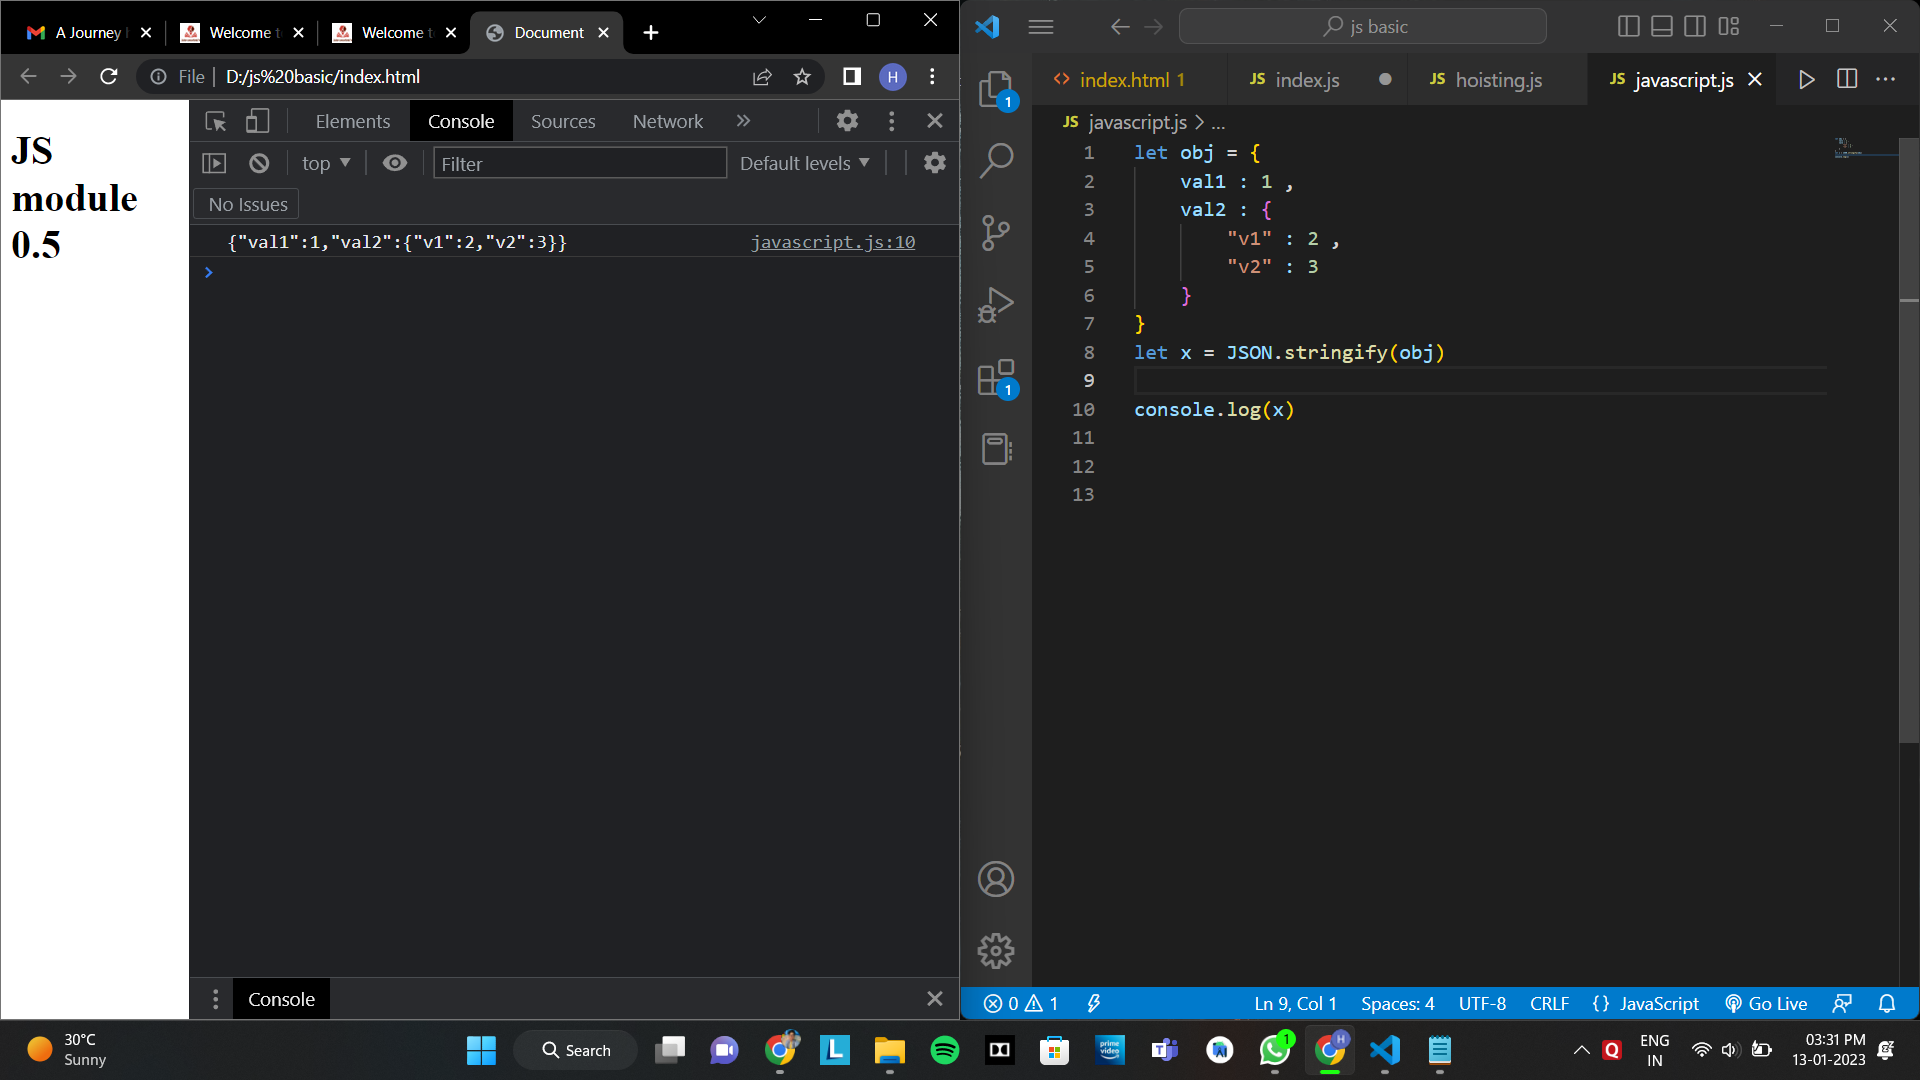 A Journey
Welcome t
Welcome t
Document
File
D:/js%20basic/index.html
JS
module
0.5
Elements
Console
Sources
Network
top
Filter
Default levels
No Issues
{"val1":1,"val2":{"v1":2,"v2":3}}
javascript.js:10
Console
js basic
index.html 1
JS index.js
JS hoisting.js
JS javascript.js
JS javascript.js > ...
1 let obj = {
2 val1 : 1 ,
3 val2 : {
4 "v1" : 2 ,
5 "v2" : 3
6 }
7 }
8 let x = JSON.stringify(obj)
9
10 console.log(x)
11
12
13
1
1
0 1
Ln 9, Col 1
Spaces: 4
UTF-8
CRLF
{ } JavaScript
Go Live
30°C
Sunny
Search
L
prime video
1
H
Q
ENG
IN
03:31 PM
13-01-2023